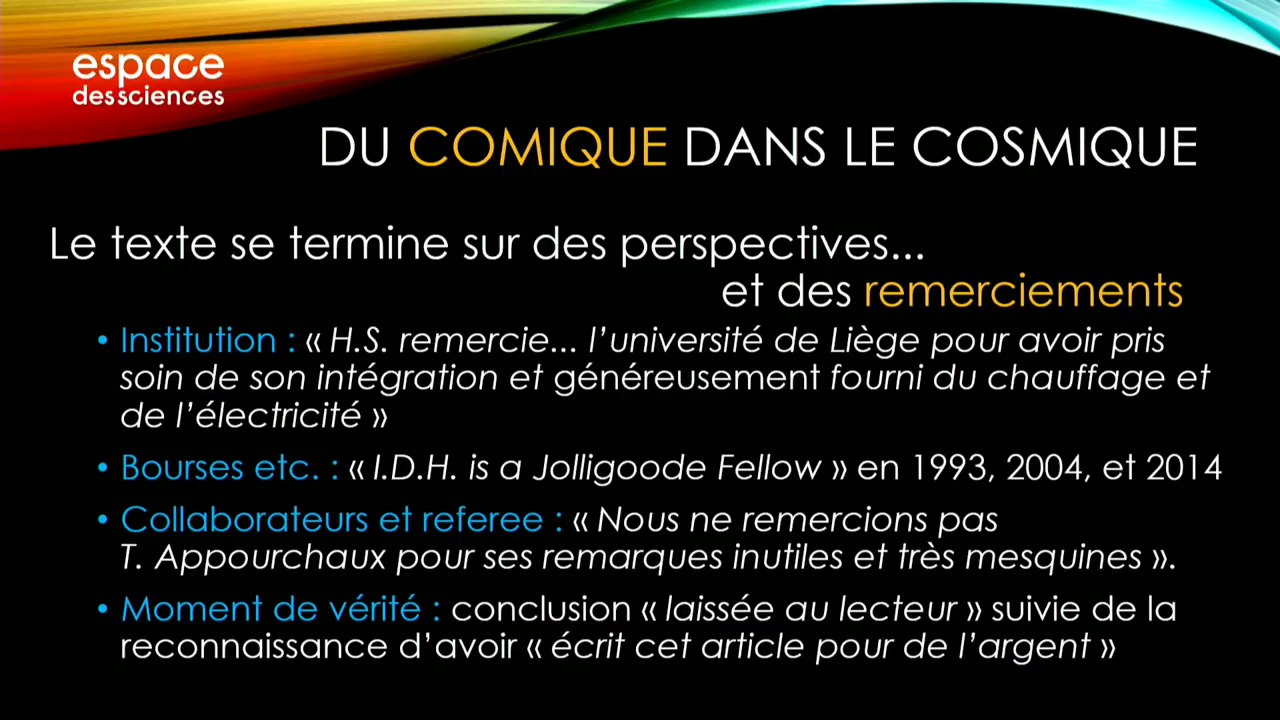 espace
des sciences
DU COMIQUE DANS LE COSMIQUE
Le texte se termine sur des perspectives...
et des remerciements
• Institution : « H.S. remercie... l’université de Liège pour avoir pris
soin de son intégration et généreusement fourni du chauffage et
de l’électricité »
• Bourses etc. : « I.D.H. is a Jolligoode Fellow » en 1993, 2004, et 2014
• Collaborateurs et referee : « Nous ne remercions pas
T. Appourchaux pour ses remarques inutiles et très mesquines ».
• Moment de vérité : conclusion « laissée au lecteur » suivie de la
reconnaissance d’avoir « écrit cet article pour de l’argent »